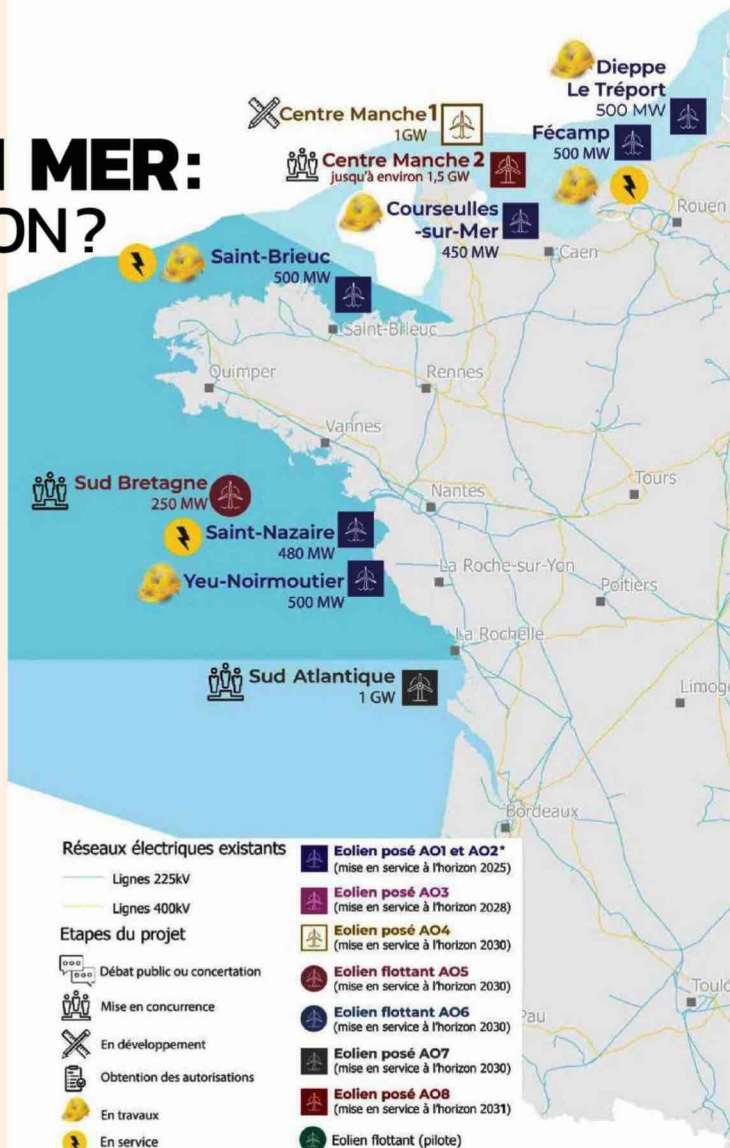 MER:
ON?
Dieppe
Le Tréport
500 MW
Centre Manche 1
1GW
Fécamp
500 MW
Centre Manche 2
jusqu'à environ 1,5 GW
Rouen
Courseulles
-sur-Mer
450 MW
Caen
Saint-Brieuc
500 MW
Saint-Brieuc
Quimper
Rennes
Vannes
Sud Bretagne
250 MW
Nantes
Tours
Saint-Nazaire
480 MW
La Roche-sur-Yon
Yeu-Noirmoutier
500 MW
Poitiers
La Rochelle
Sud Atlantique
1 GW
Limog
Bordeaux
Réseaux électriques existants
Lignes 225kV
Lignes 400kV
Etapes du projet
Débat public ou concertation
Mise en concurrence
En développement
Obtention des autorisations
En travaux
En service
Eolien posé AO1 et AO2*
(mise en service à l'horizon 2025)
Eolien posé AO3
(mise en service à l'horizon 2028)
Eolien posé AO4
(mise en service à l'horizon 2030)
Eolien flottant AO5
(mise en service à l'horizon 2030)
Eolien flottant AO6
(mise en service à l'horizon 2030)
Eolien posé AO7
(mise en service à l'horizon 2030)
Eolien posé AO8
(mise en service à l'horizon 2031)
Eolien flottant (pilote)
Pau
Toulo